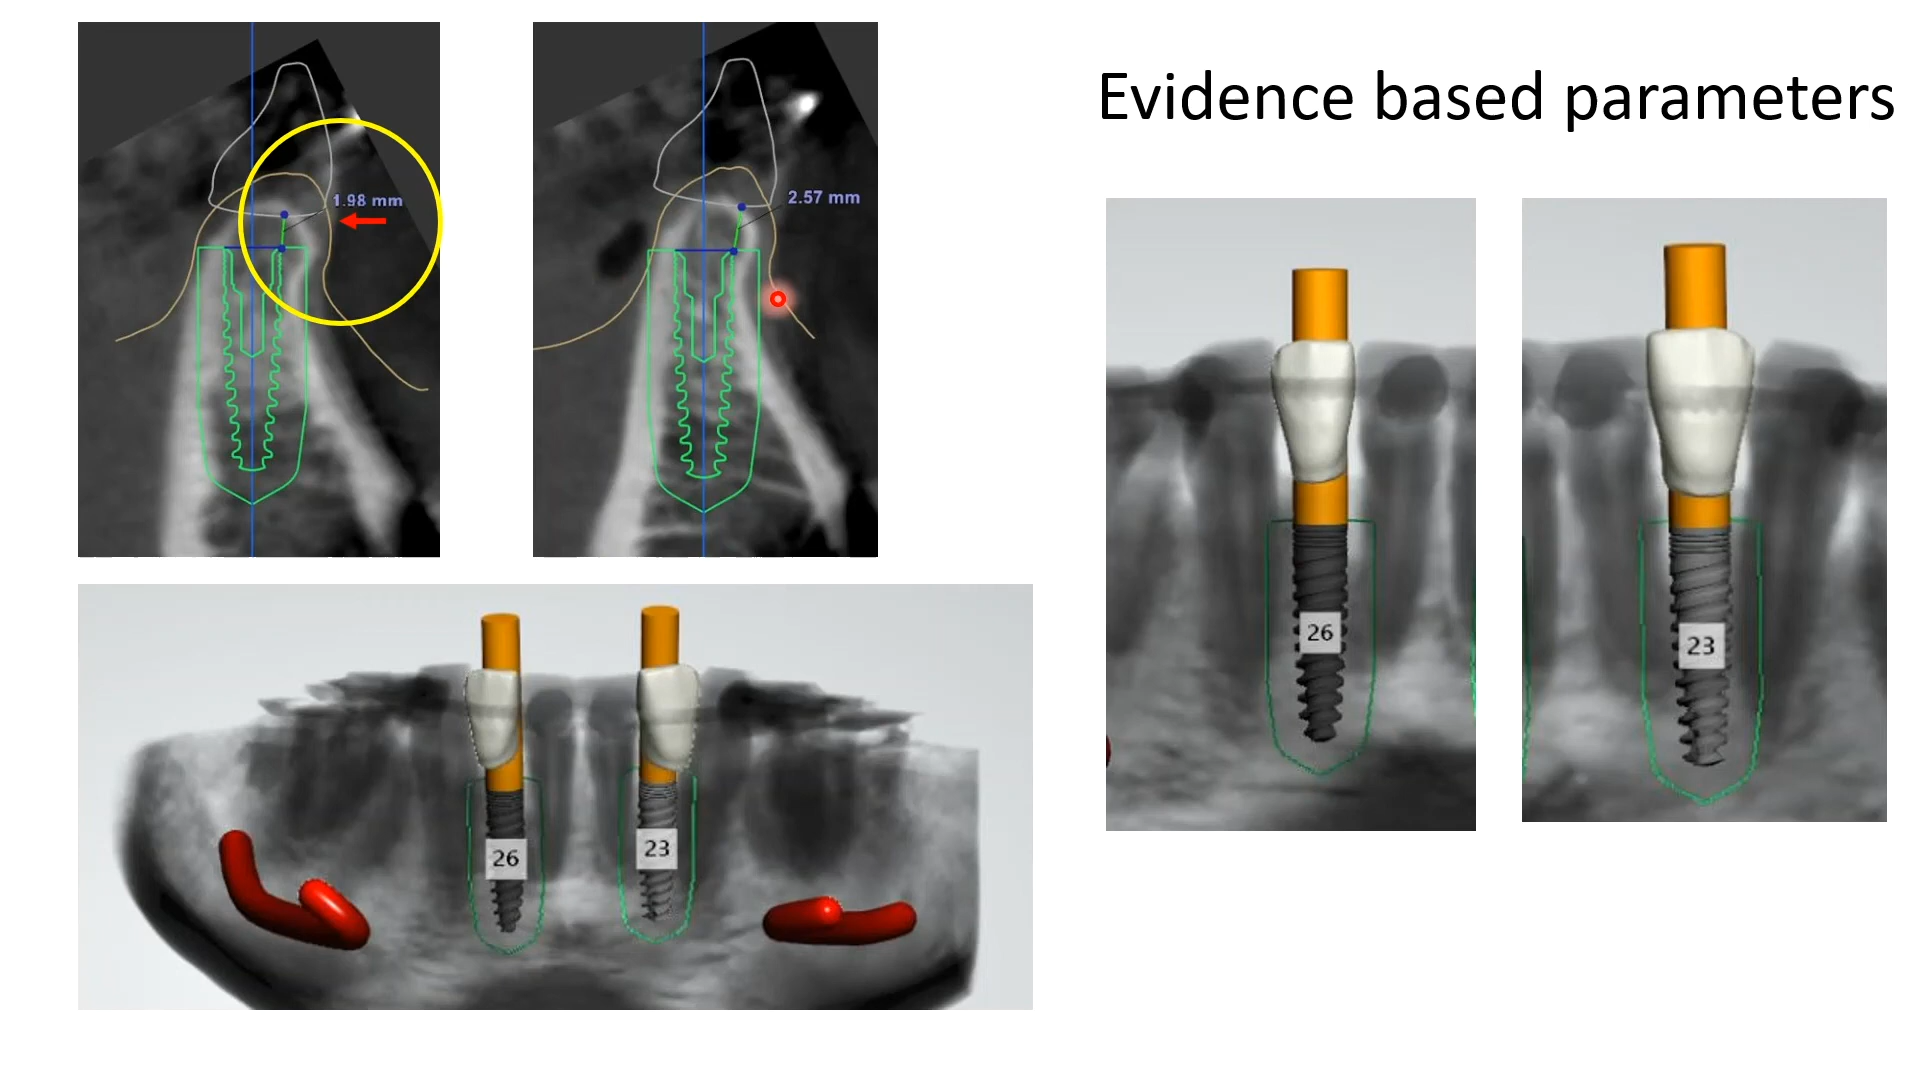 Evidence based parameters
1.98 mm
2.57 mm
26
23
26
23